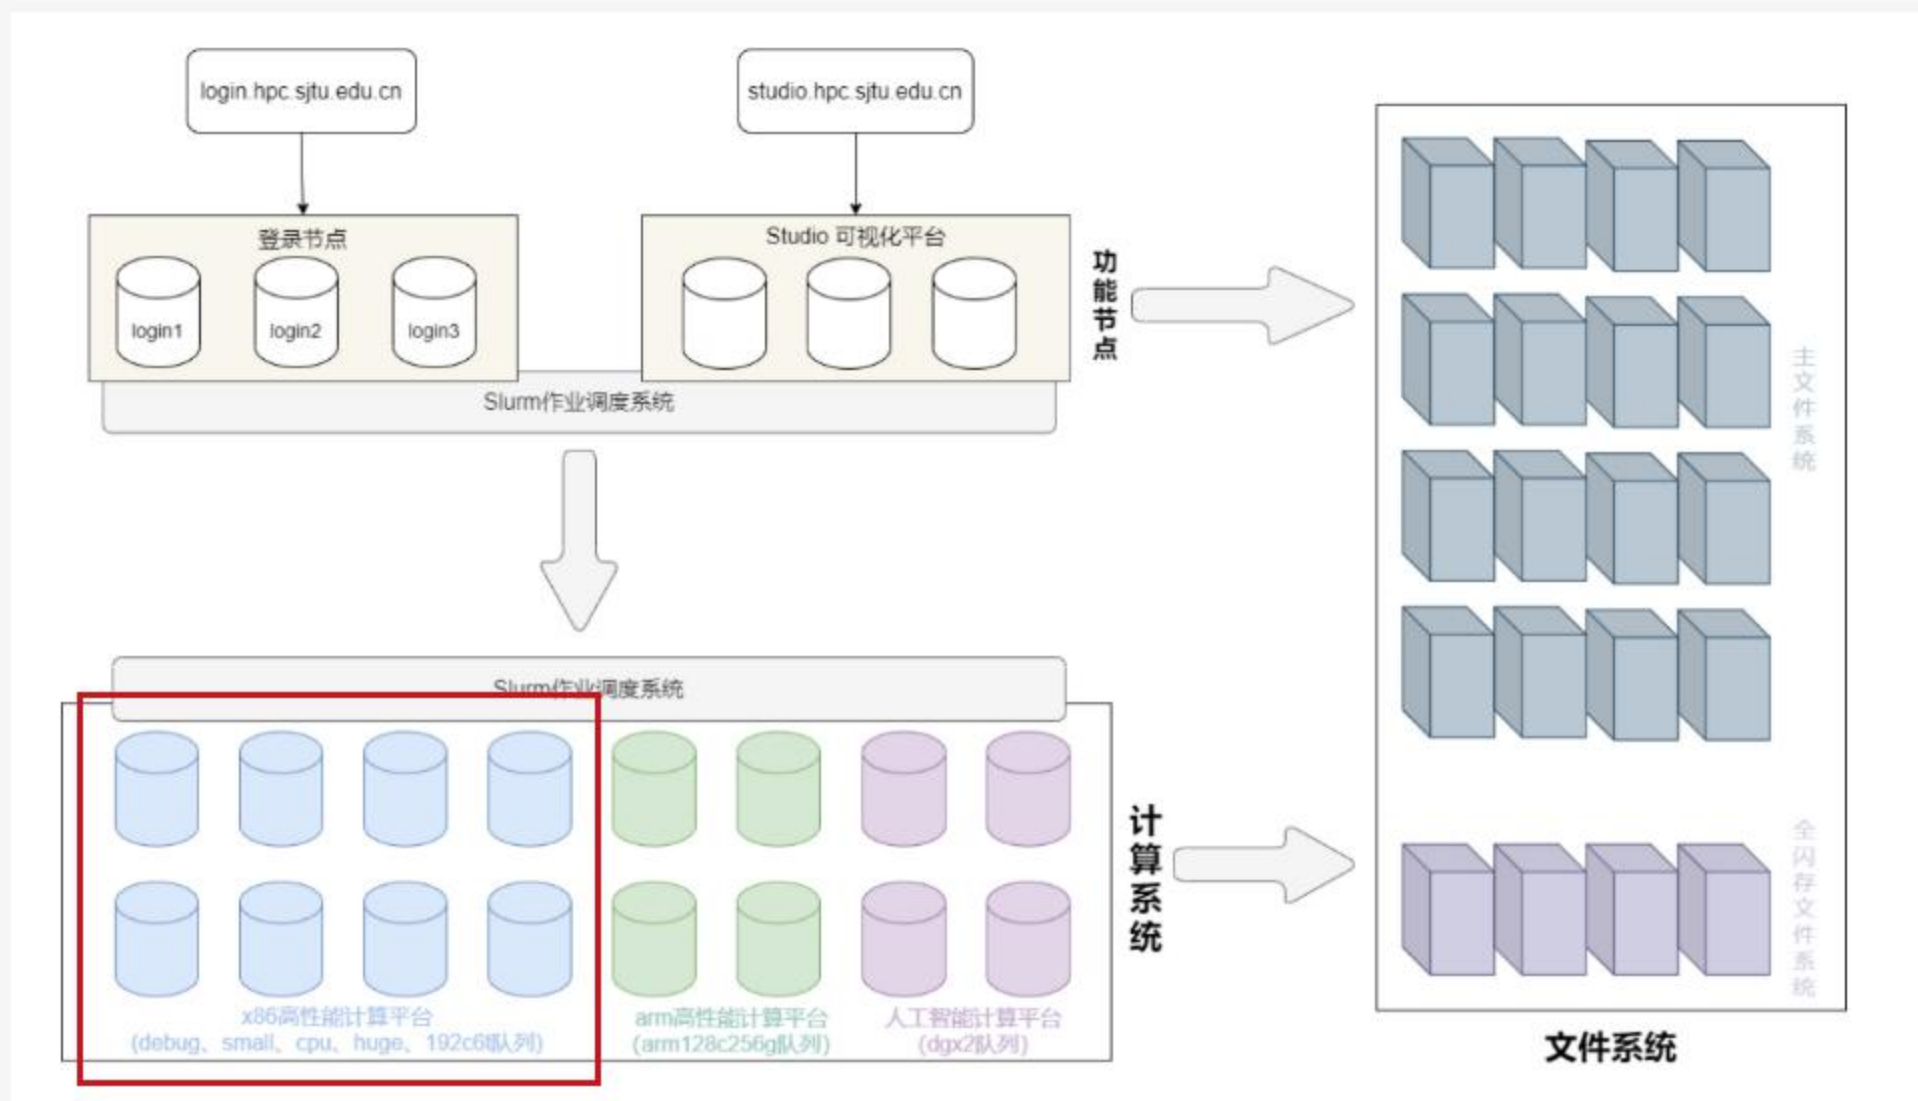 login.hpc.sjtu.edu.cn
studio.hpc.sjtu.edu.cn
登录节点
login1
login2
login3
Studio 可视化平台
功能节点
Slurm作业调度系统
主文件系统
Slurm作业调度系统
x86高性能计算平台
(debug、small、cpu、huge、192c6t队列)
arm高性能计算平台
(arm128c256g队列)
人工智能计算平台
(dgx2队列)
计算系统
全闪存文件系统
文件系统